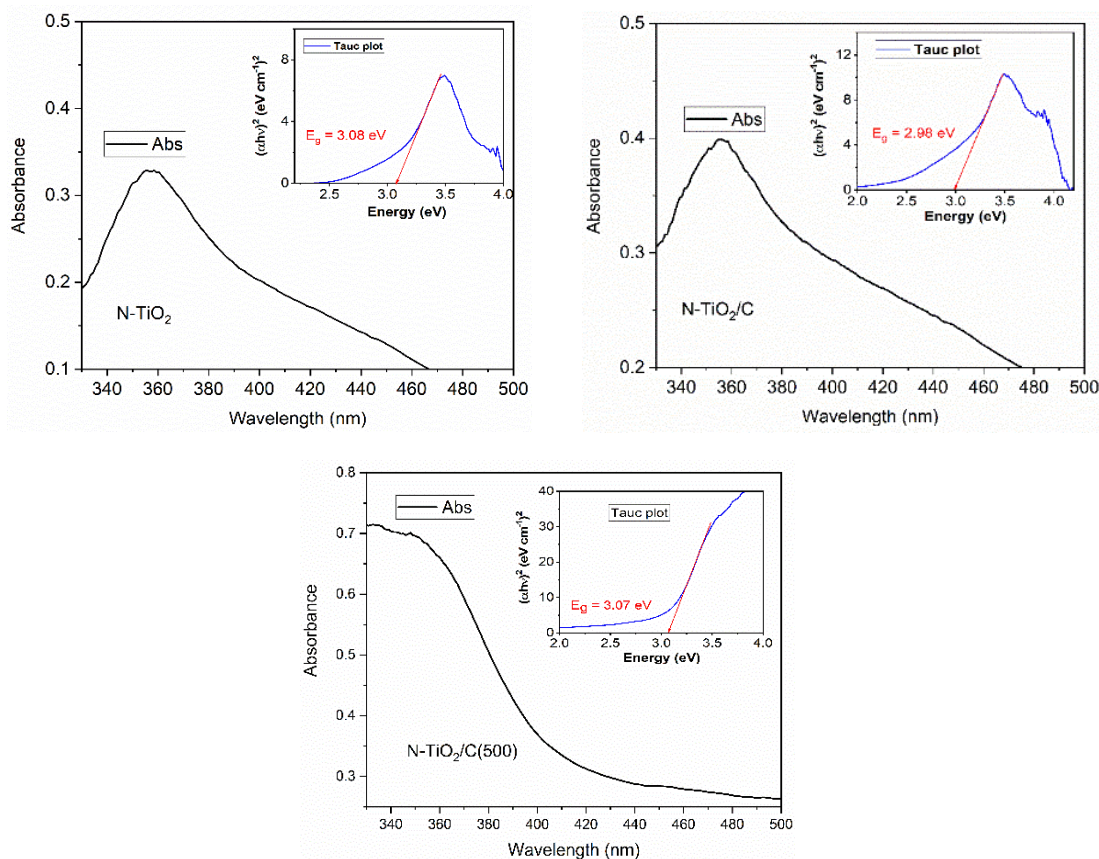 0.5
0.4
0.3
0.2
0.1
Absorbance
Abs
N-TiO₂
340 360 380 400 420 440 460 480 500
Wavelength (nm)
Tauc plot
(αhν)² (eV cm⁻¹)²
8
4
0
E₉ = 3.08 eV
2.5 3.0 3.5 4.0
Energy (eV)
0.5
0.4
0.3
0.2
Absorbance
Abs
N-TiO₂/C
340 360 380 400 420 440 460 480 500
Wavelength (nm)
Tauc plot
(αhν)² (eV cm⁻¹)²
12
8
4
0
E₉ = 2.98 eV
2.0 2.5 3.0 3.5 4.0
Energy (eV)
0.8
0.7
0.6
0.5
0.4
0.3
Absorbance
Abs
N-TiO₂/C(500)
340 360 380 400 420 440 460 480 500
Wavelength (nm)
Tauc plot
(αhν)² (eV cm⁻¹)²
40
30
20
10
0
E₉ = 3.07 eV
2.0 2.5 3.0 3.5 4.0
Energy (eV)